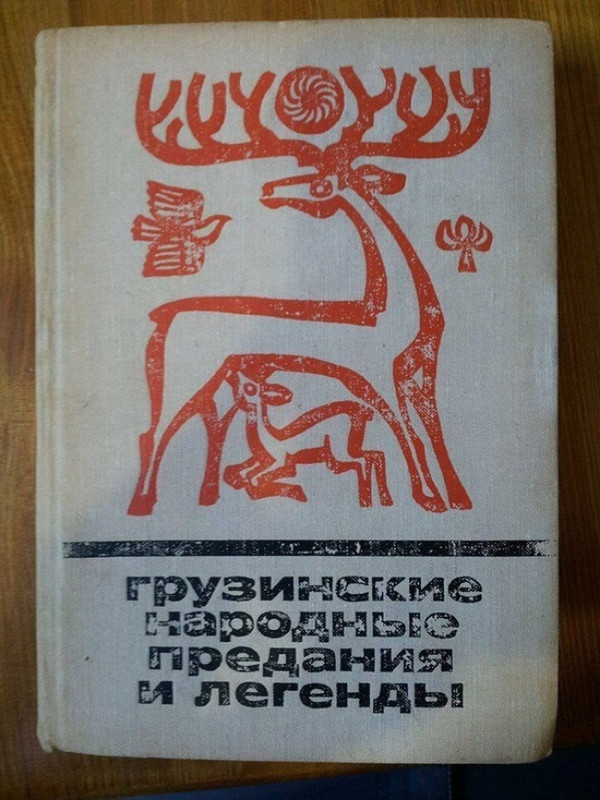 грузинские
народные
предания
и легенды